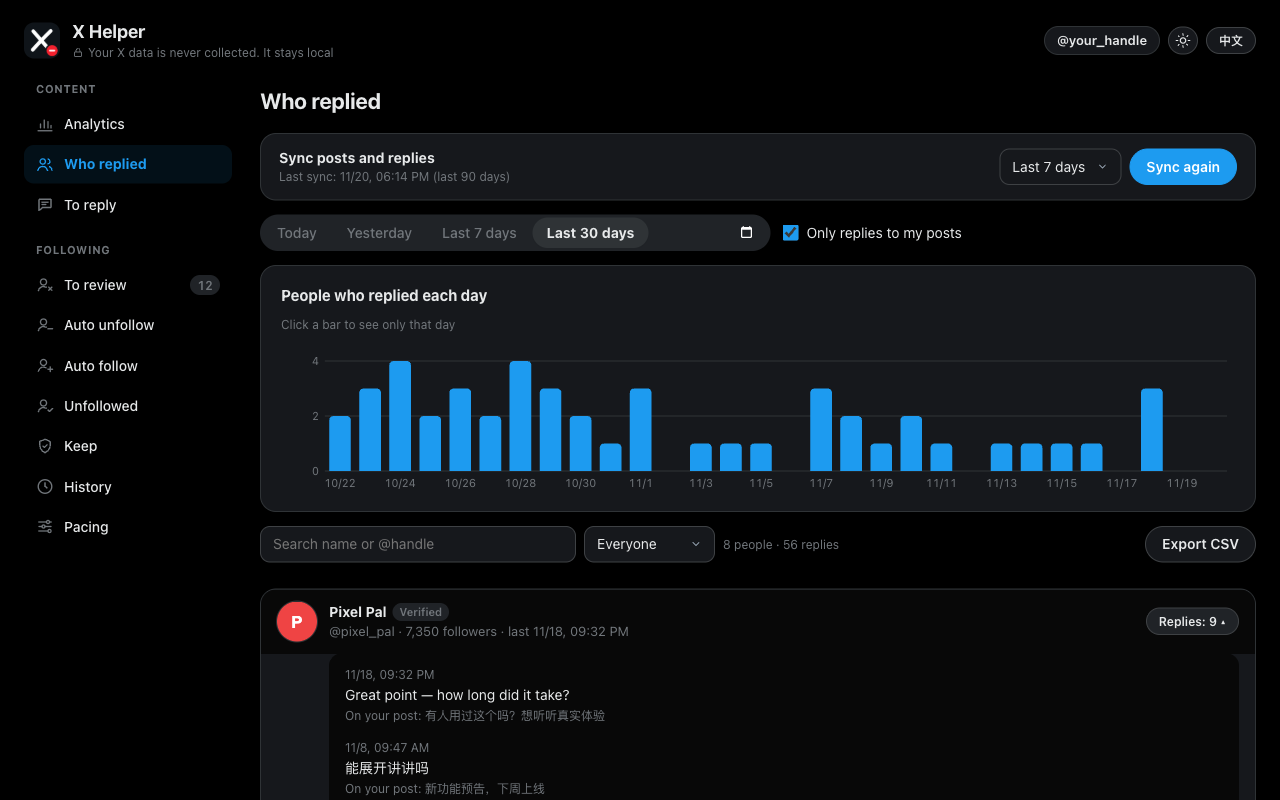 X Helper
Your X data is never collected. It stays local
@your_handle
中文
CONTENT
Analytics
Who replied
To reply
FOLLOWING
To review 12
Auto unfollow
Auto follow
Unfollowed
Keep
History
Pacing
Who replied
Sync posts and replies
Last sync: 11/20, 06:14 PM (last 90 days)
Last 7 days
Sync again
Today Yesterday Last 7 days Last 30 days
Only replies to my posts
People who replied each day
Click a bar to see only that day
4
2
0
10/22 10/24 10/26 10/28 10/30 11/1 11/3 11/5 11/7 11/9 11/11 11/13 11/15 11/17 11/19
Search name or @handle
Everyone
8 people · 56 replies
Export CSV
P
Pixel Pal Verified
@pixel_pal · 7,350 followers · last 11/18, 09:32 PM
Replies: 9
11/18, 09:32 PM
Great point — how long did it take?
On your post: 有人用过这个吗？想听听真实体验
11/8, 09:47 AM
能展开讲讲吗
On your post: 新功能预告，下周上线